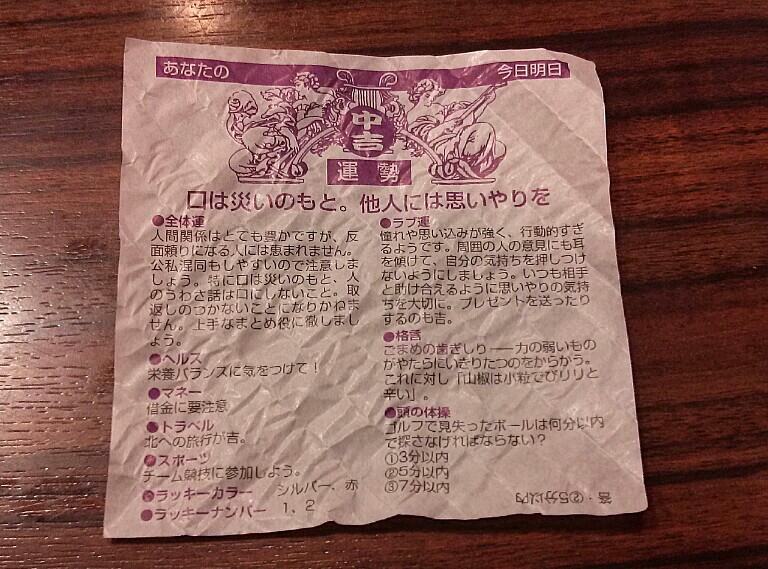 あなたの
今日明日
中吉
運勢
口は災いのもと。他人には思いやりを
●全体運
人間関係はとても豊かですが、反
面頼りになる人には恵まれません。
公私混同もしやすいので注意しま
しょう。特に口は災いのもと、人
のうわさ話は口にしないこと。取
返しのつかないことになりかねま
せん。上手なまとめ役に徹しまし
ょう。
●ヘルス
栄養バランスに気をつけて！
●マネー
借金に要注意
●トラベル
北への旅行が吉。
●スポーツ
チーム競技に参加しよう。
●ラッキーカラー シルバー、赤
●ラッキーナンバー 1、2
●ラブ運
憧れや思い込みが強く、行動的すぎ
るようです。周囲の人の意見にも耳
を傾けて、自分の気持ちを押しつけ
ないようにしましょう。いつも相手
と助け合えるように思いやりの気持
ちを大切に。プレゼントを送ったり
するのも吉。
●格言
ごまめの歯ぎしり――力の弱いもの
がやたらにいきりたつのをからかう。
これに対し「山椒は小粒でぴりりと
辛い」。
●頭の体操
ゴルフで見失ったボールは何分以内
で探さなければならない？
①3分以内
②5分以内
③7分以内
答・②5分以内